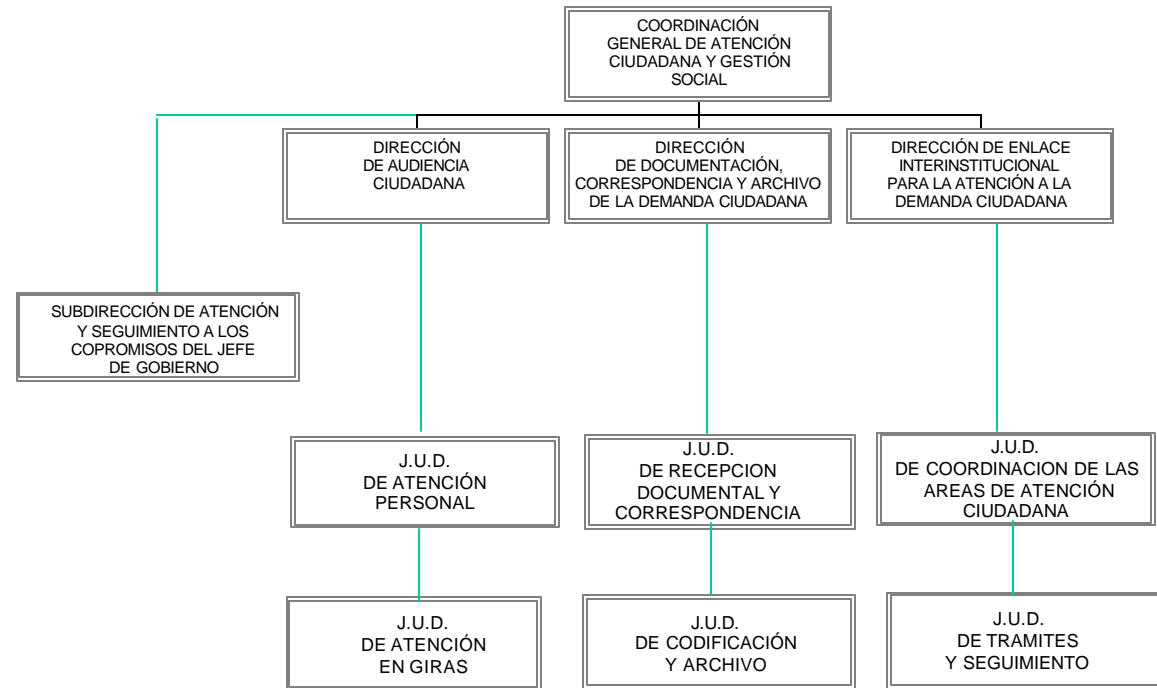 COORDINACIÓN
GENERAL DE ATENCIÓN
CIUDADANA Y GESTIÓN
SOCIAL
DIRECCIÓN
DE AUDIENCIA
CIUDADANA
DIRECCIÓN
DE DOCUMENTACIÓN,
CORRESPONDENCIA Y ARCHIVO
DE LA DEMANDA CIUDADANA
DIRECCIÓN DE ENLACE
INTERINSTITUCIONAL
PARA LA ATENCIÓN A LA
DEMANDA CIUDADANA
SUBDIRECCIÓN DE ATENCIÓN
Y SEGUIMIENTO A LOS
COPROMISOS DEL JEFE
DE GOBIERNO
J.U.D.
DE ATENCIÓN
PERSONAL
J.U.D.
DE RECEPCION
DOCUMENTAL Y
CORRESPONDENCIA
J.U.D.
DE COORDINACION DE LAS
AREAS DE ATENCIÓN
CIUDADANA
J.U.D.
DE ATENCIÓN
EN GIRAS
J.U.D.
DE CODIFICACIÓN
Y ARCHIVO
J.U.D.
DE TRAMITES
Y SEGUIMIENTO